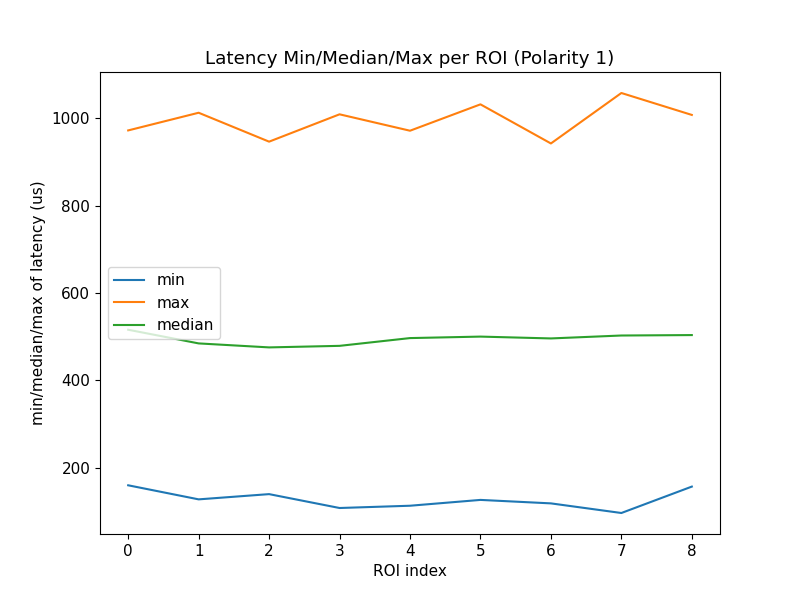 Latency Min/Median/Max per ROI (Polarity 1)
min/median/max of latency (us)
1000
800
600
400
200
min
max
median
0 1 2 3 4 5 6 7 8
ROI index